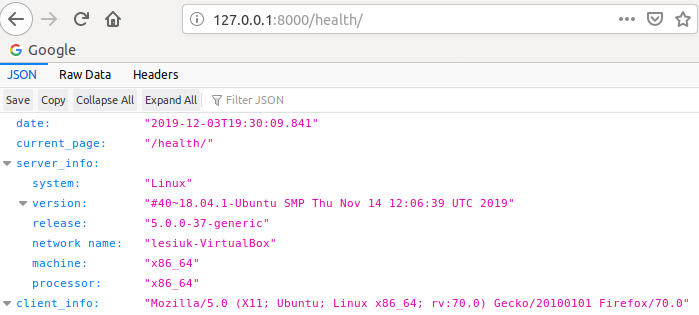 127.0.0.1:8000/health/
Google
JSON Raw Data Headers
Save Copy Collapse All Expand All Filter JSON
date: "2019-12-03T19:30:09.841"
current_page: "/health/"
server_info:
system: "Linux"
version: "#40~18.04.1-Ubuntu SMP Thu Nov 14 12:06:39 UTC 2019"
release: "5.0.0-37-generic"
network name: "lesiuk-VirtualBox"
machine: "x86_64"
processor: "x86_64"
client_info: "Mozilla/5.0 (X11; Ubuntu; Linux x86_64; rv:70.0) Gecko/20100101 Firefox/70.0"